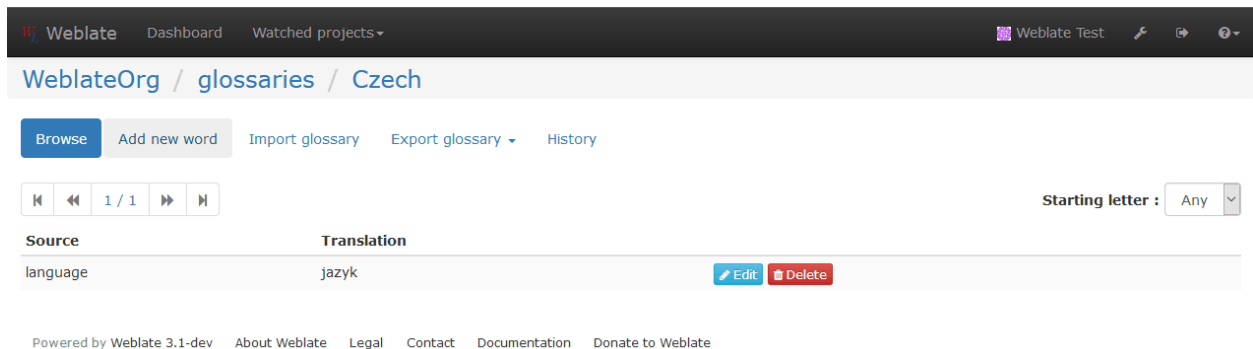 Weblate Dashboard Watched projects Weblate Test
WeblateOrg / glossaries / Czech
Browse Add new word Import glossary Export glossary History
1 / 1 Starting letter : Any
Source Translation
language jazyk Edit Delete
Powered by Weblate 3.1-dev About Weblate Legal Contact Documentation Donate to Weblate